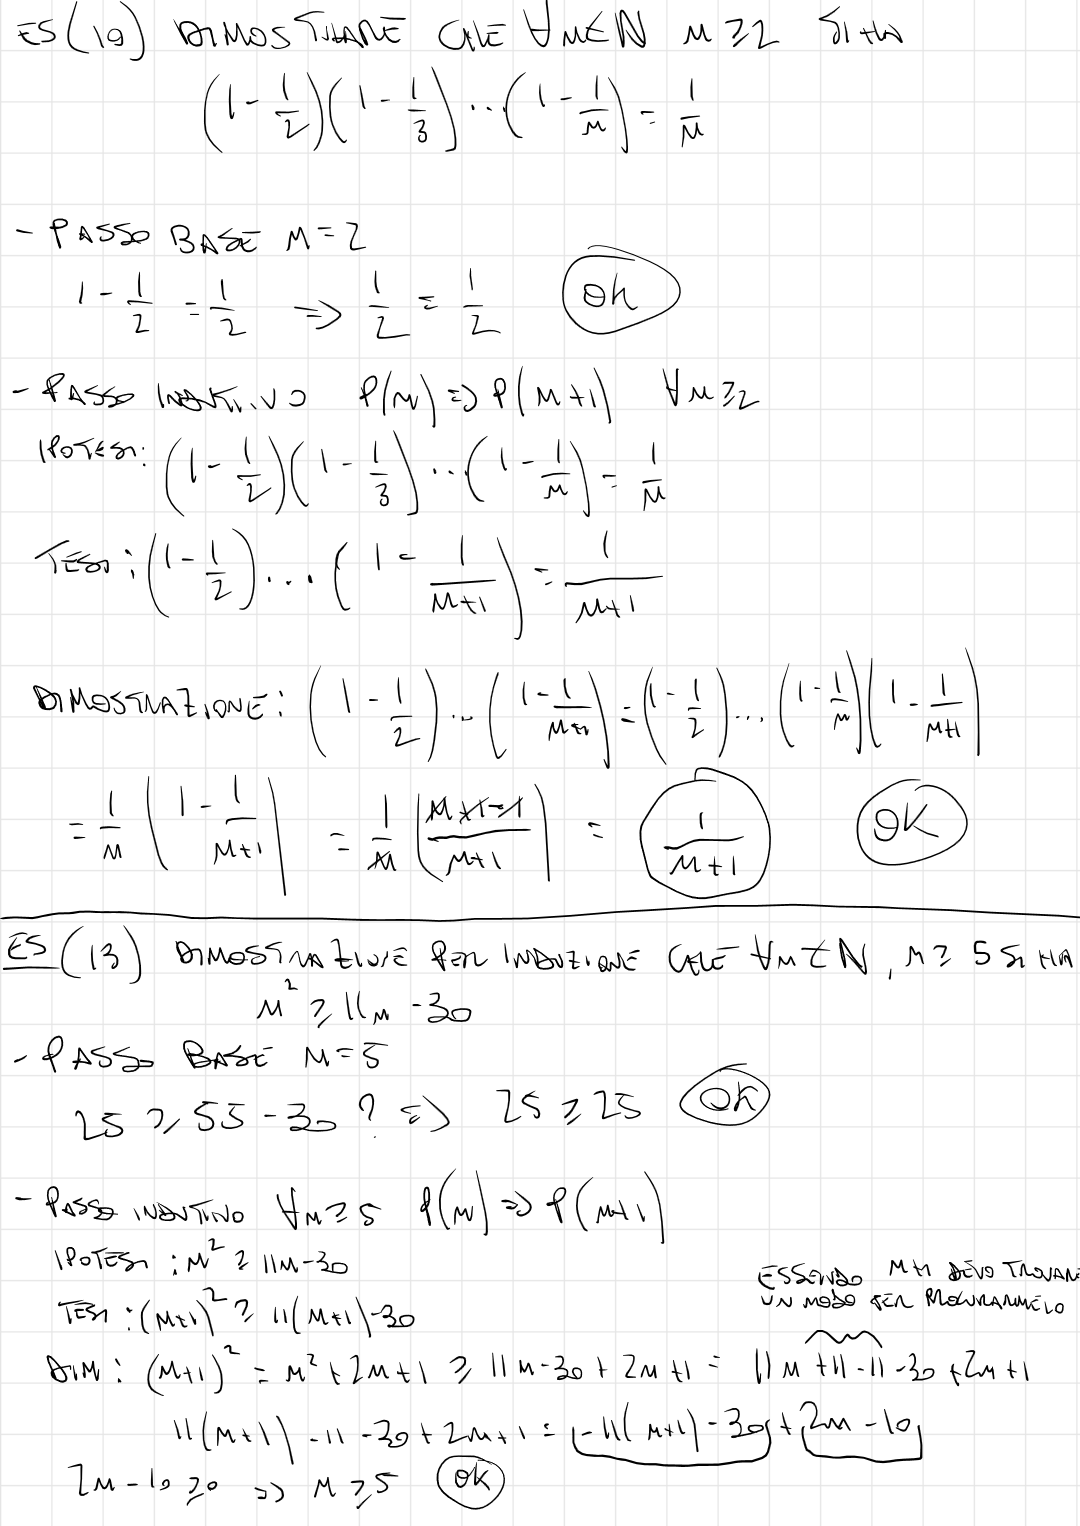 ES (10) DIMOSTRARE CHE ∀n∈N n ≥ 2 SI HA
(1 - 1/2)(1 - 1/3)...(1 - 1/n) = 1/n
- PASSO BASE n = 2
1 - 1/2 = 1/2 => 1/2 = 1/2 OK
- PASSO INDUTTIVO P(n) => P(n+1) ∀n≥2
IPOTESI: (1 - 1/2)(1 - 1/3)...(1 - 1/n) = 1/n
TESI: (1 - 1/2)...(1 - 1/(n+1)) = 1/(n+1)
DIMOSTRAZIONE: (1 - 1/2)...(1 - 1/(n+1)) = (1 - 1/2)...(1 - 1/n)(1 - 1/(n+1))
= 1/n (1 - 1/(n+1)) = 1/n ((n+1-1)/(n+1)) = 1/(n+1) OK
ES (13) DIMOSTRAZIONE PER INDUZIONE CHE ∀n∈N, n ≥ 5 SI HA
n² ≥ 11n - 30
- PASSO BASE n = 5
25 ≥ 55 - 30 ? => 25 ≥ 25 OK
- PASSO INDUTTIVO ∀n≥5 P(n) => P(n+1)
IPOTESI: n² ≥ 11n-30
TESI: (n+1)² ≥ 11(n+1)-30
ESSENDO n+1 DEVO TROVARE
UN MODO PER PROCURARMELO
DIM: (n+1)² = n² + 2n + 1 ≥ 11n - 30 + 2n + 1 = 11n + 11 - 11 - 30 + 2n + 1
11(n+1) - 11 - 30 + 2n + 1 = -11(n+1) - 30 + 2n - 10
2n - 10 ≥ 0 => n ≥ 5 OK